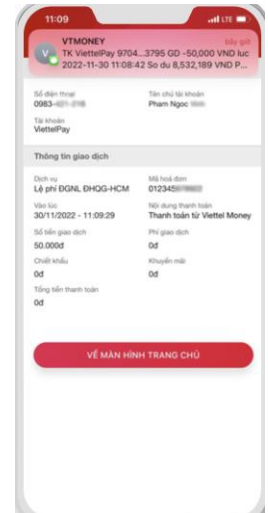 11:09
LTE
VTMONEY bây giờ
TK ViettelPay 9704...3795 GD -50,000 VND luc
2022-11-30 11:08:42 So du 8,532,189 VND P...
Số điện thoại Tên chủ tài khoản
0983- Pham Ngoc
Tài khoản
ViettelPay
Thông tin giao dịch
Dịch vụ Mã hoá đơn
Lệ phí ĐGNL ĐHQG-HCM 012345
Vào lúc Nội dung thanh toán
30/11/2022 - 11:09:29 Thanh toán từ Viettel Money
Số tiền giao dịch Phí giao dịch
50.000đ 0đ
Chiết khấu Khuyến mãi
0đ 0đ
Tổng tiền thanh toán
0đ
VỀ MÀN HÌNH TRANG CHỦ